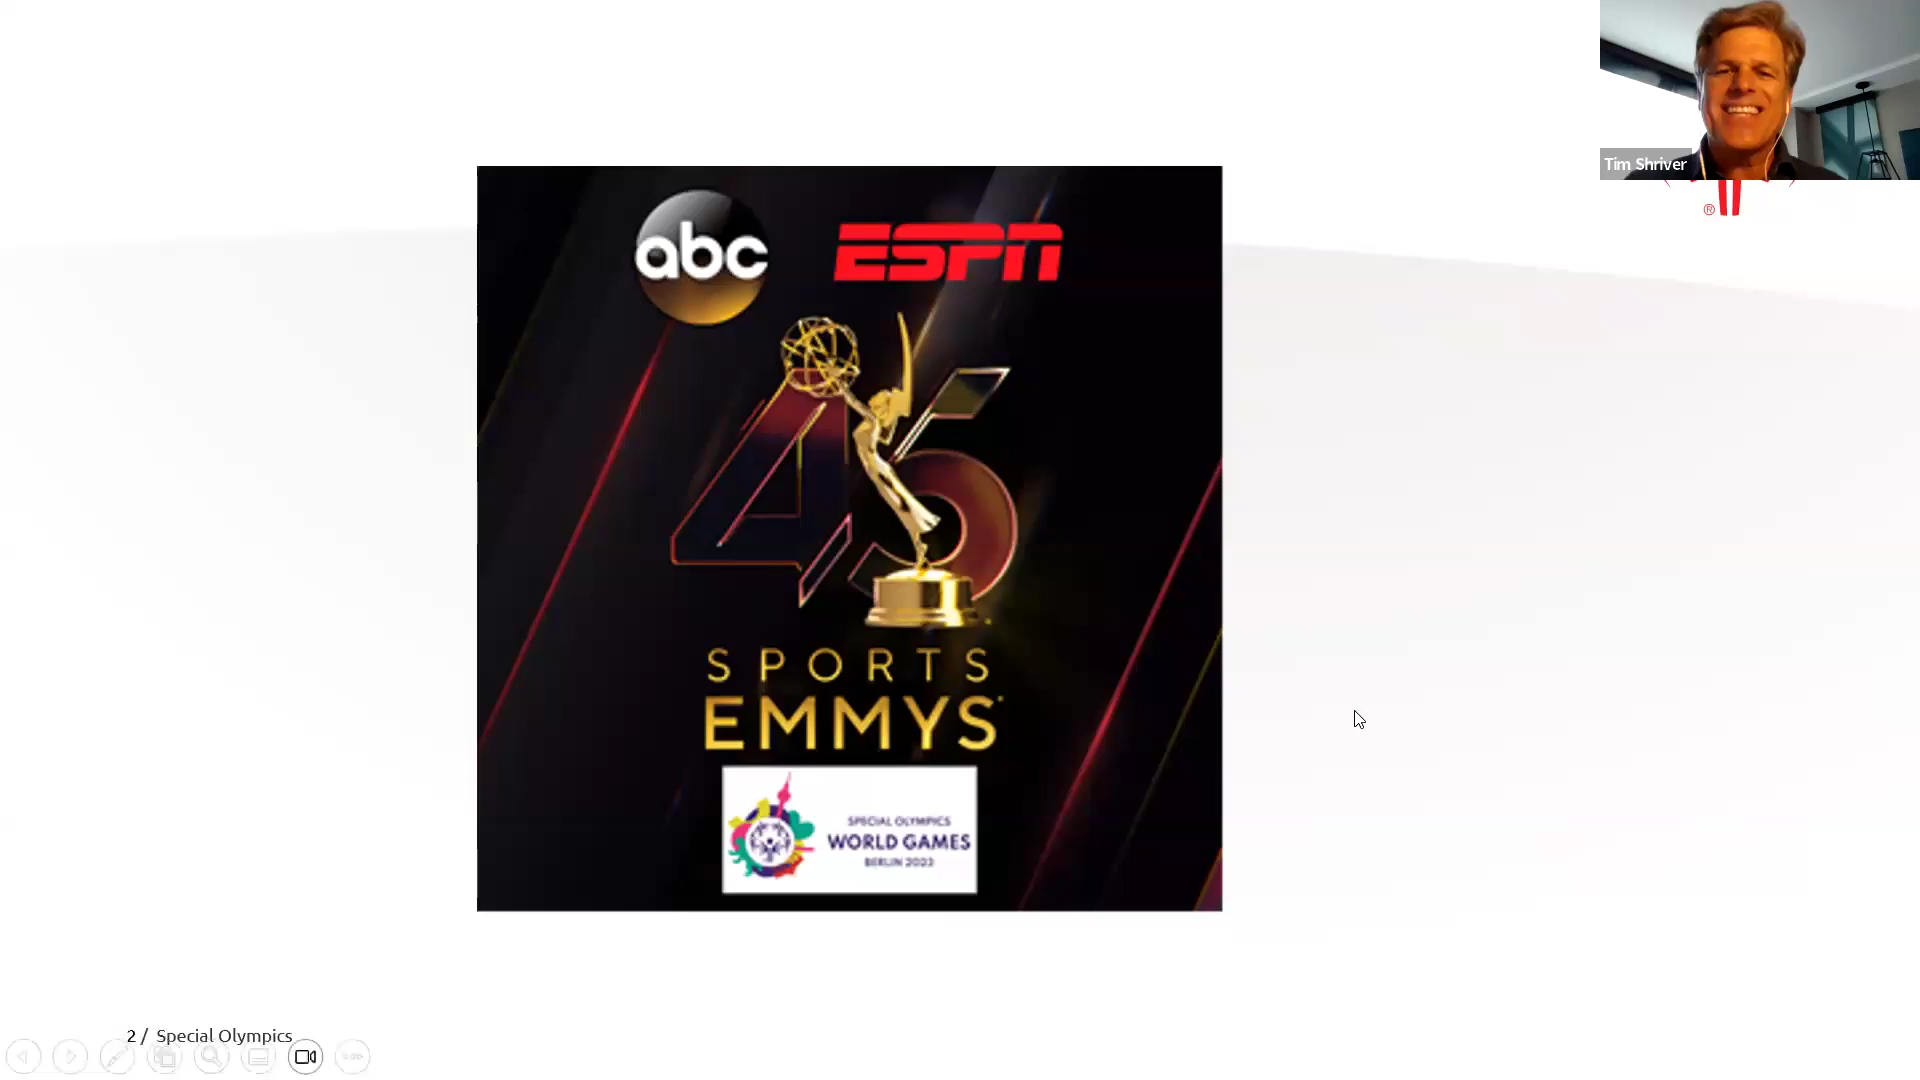 Tim Shriver
®
abc
ESPN
45
SPORTS
EMMYS
SPECIAL OLYMPICS
WORLD GAMES
BERLIN 2023
2 / Special Olympics